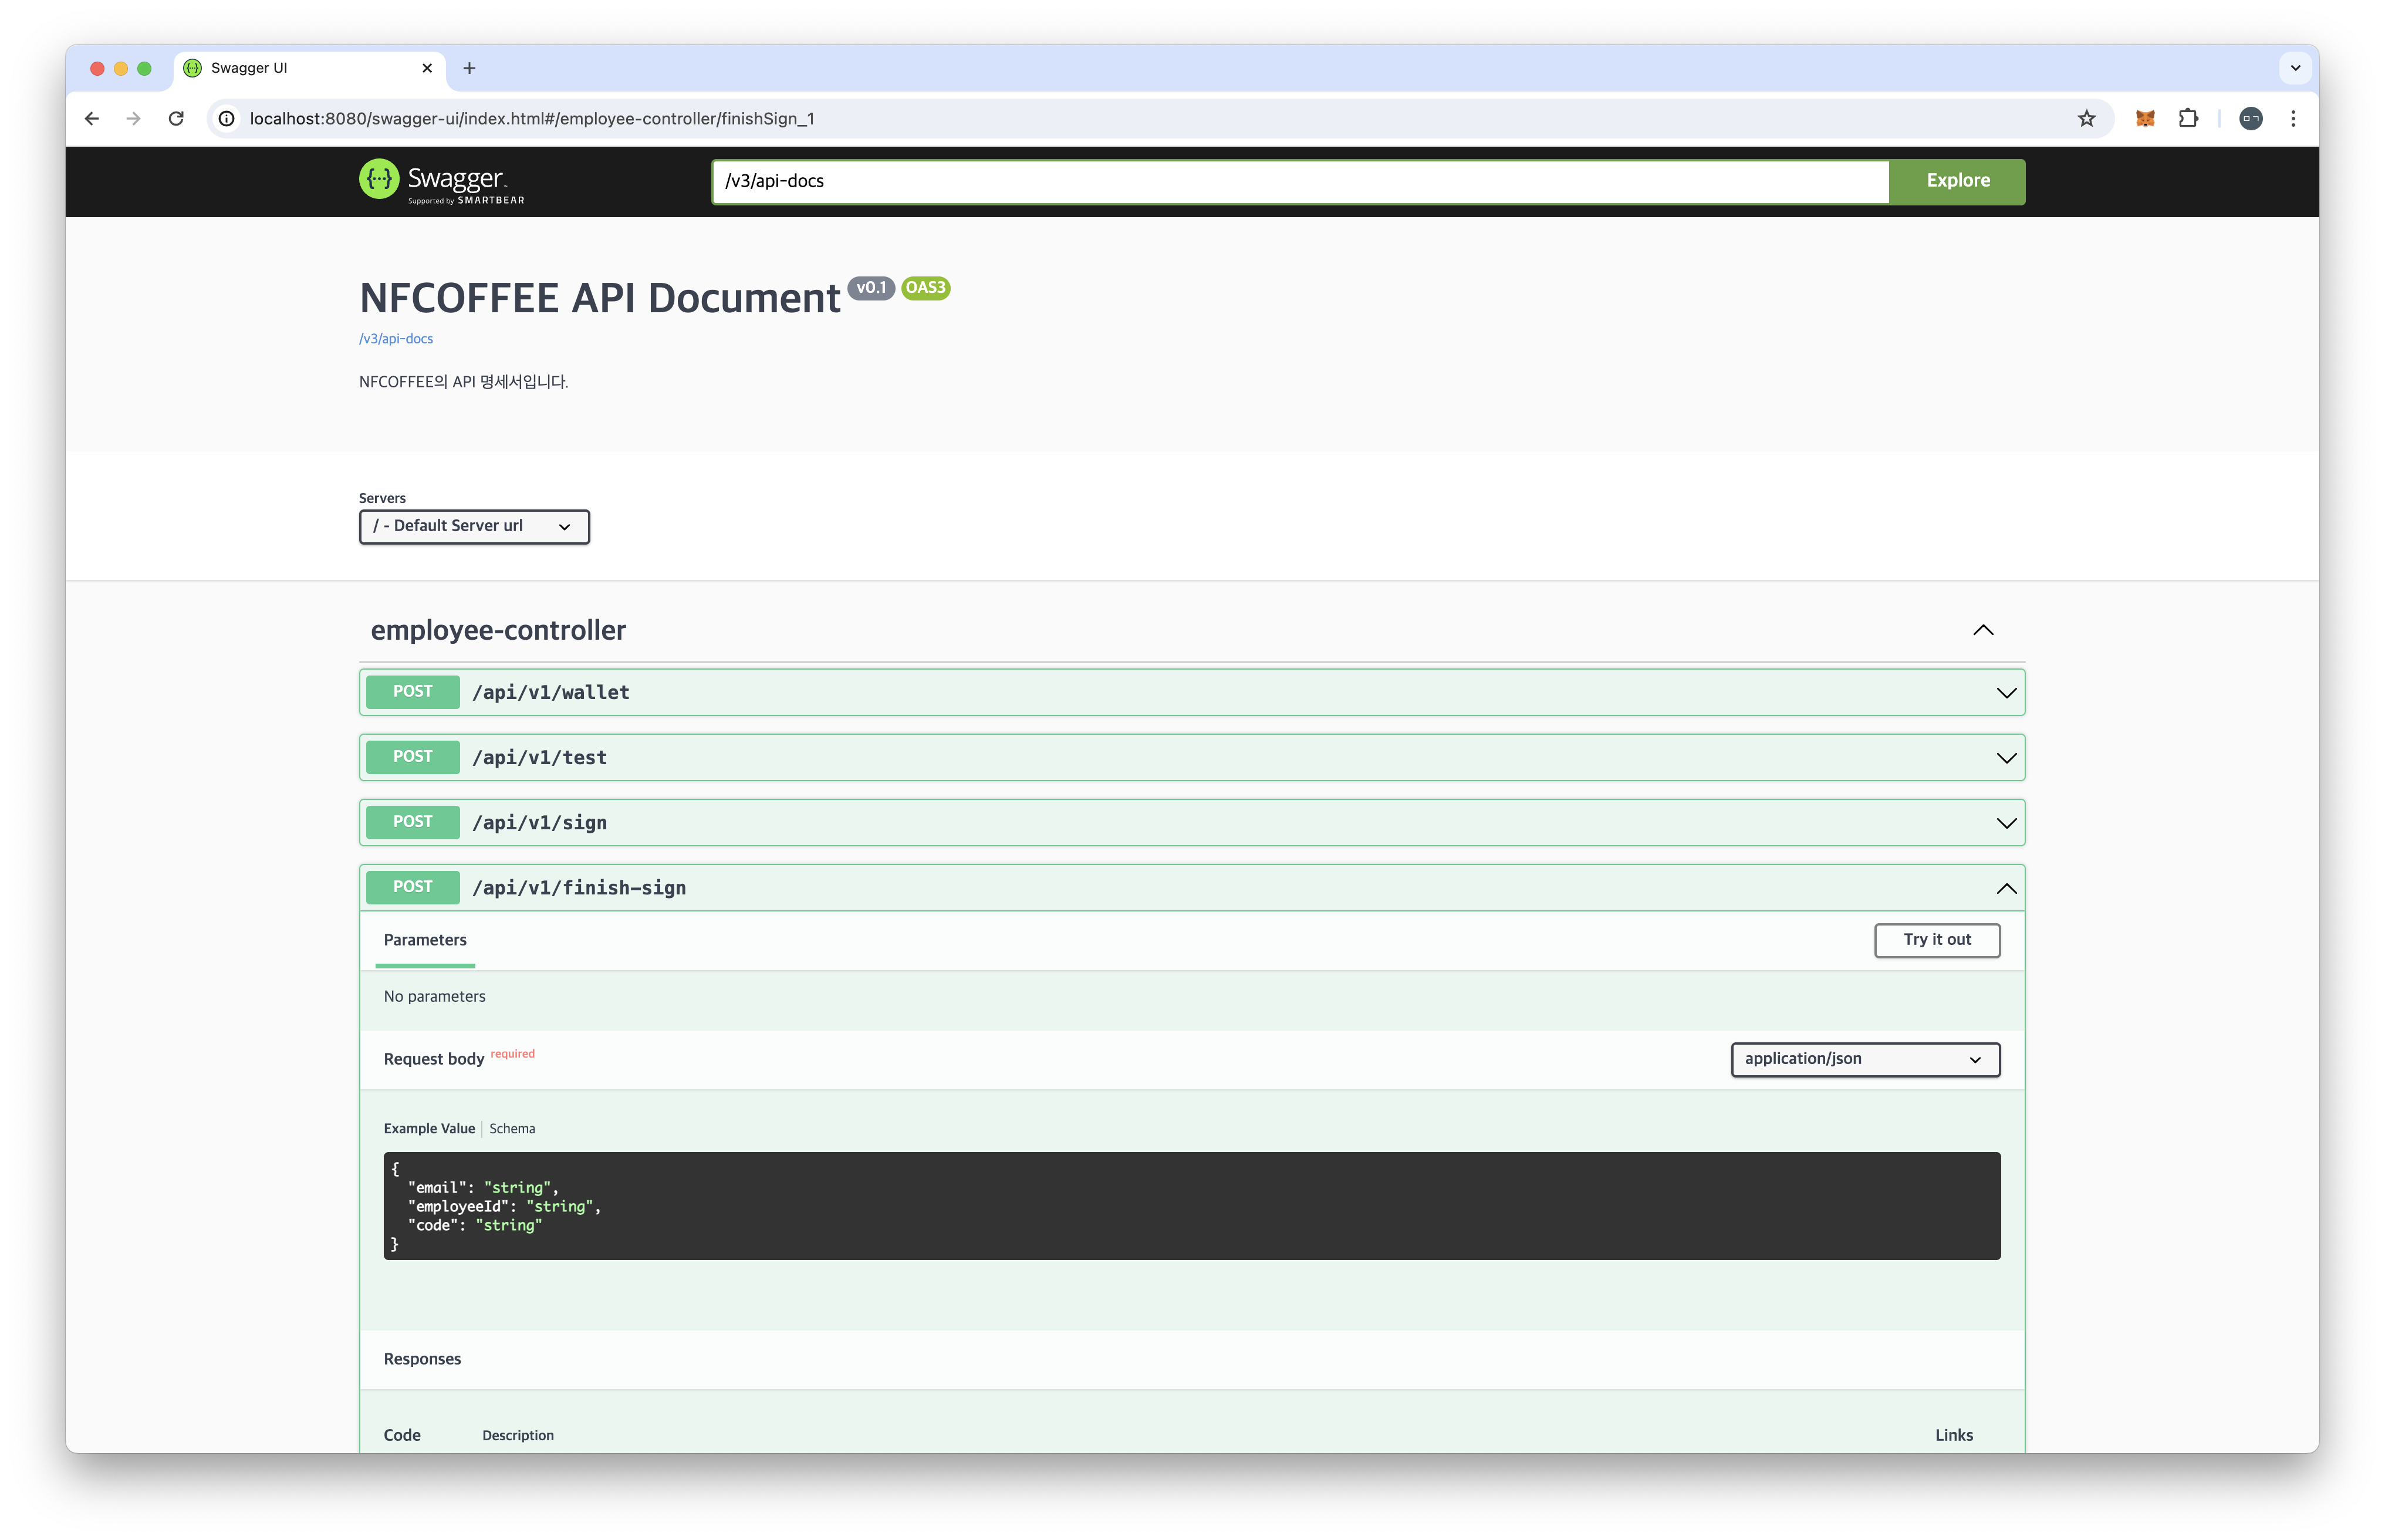 Swagger UI
localhost:8080/swagger-ui/index.html#/employee-controller/finishSign_1
ㅁㄱ
Swagger
Supported by SMARTBEAR
/v3/api-docs
Explore
NFCOFFEE API Document v0.1 OAS3
/v3/api-docs
NFCOFFEE의 API 명세서입니다.
Servers
/ - Default Server url
employee-controller
POST /api/v1/wallet
POST /api/v1/test
POST /api/v1/sign
POST /api/v1/finish-sign
Parameters
Try it out
No parameters
Request body required
application/json
Example Value Schema
{
"email": "string",
"employeeId": "string",
"code": "string"
}
Responses
Code Description Links